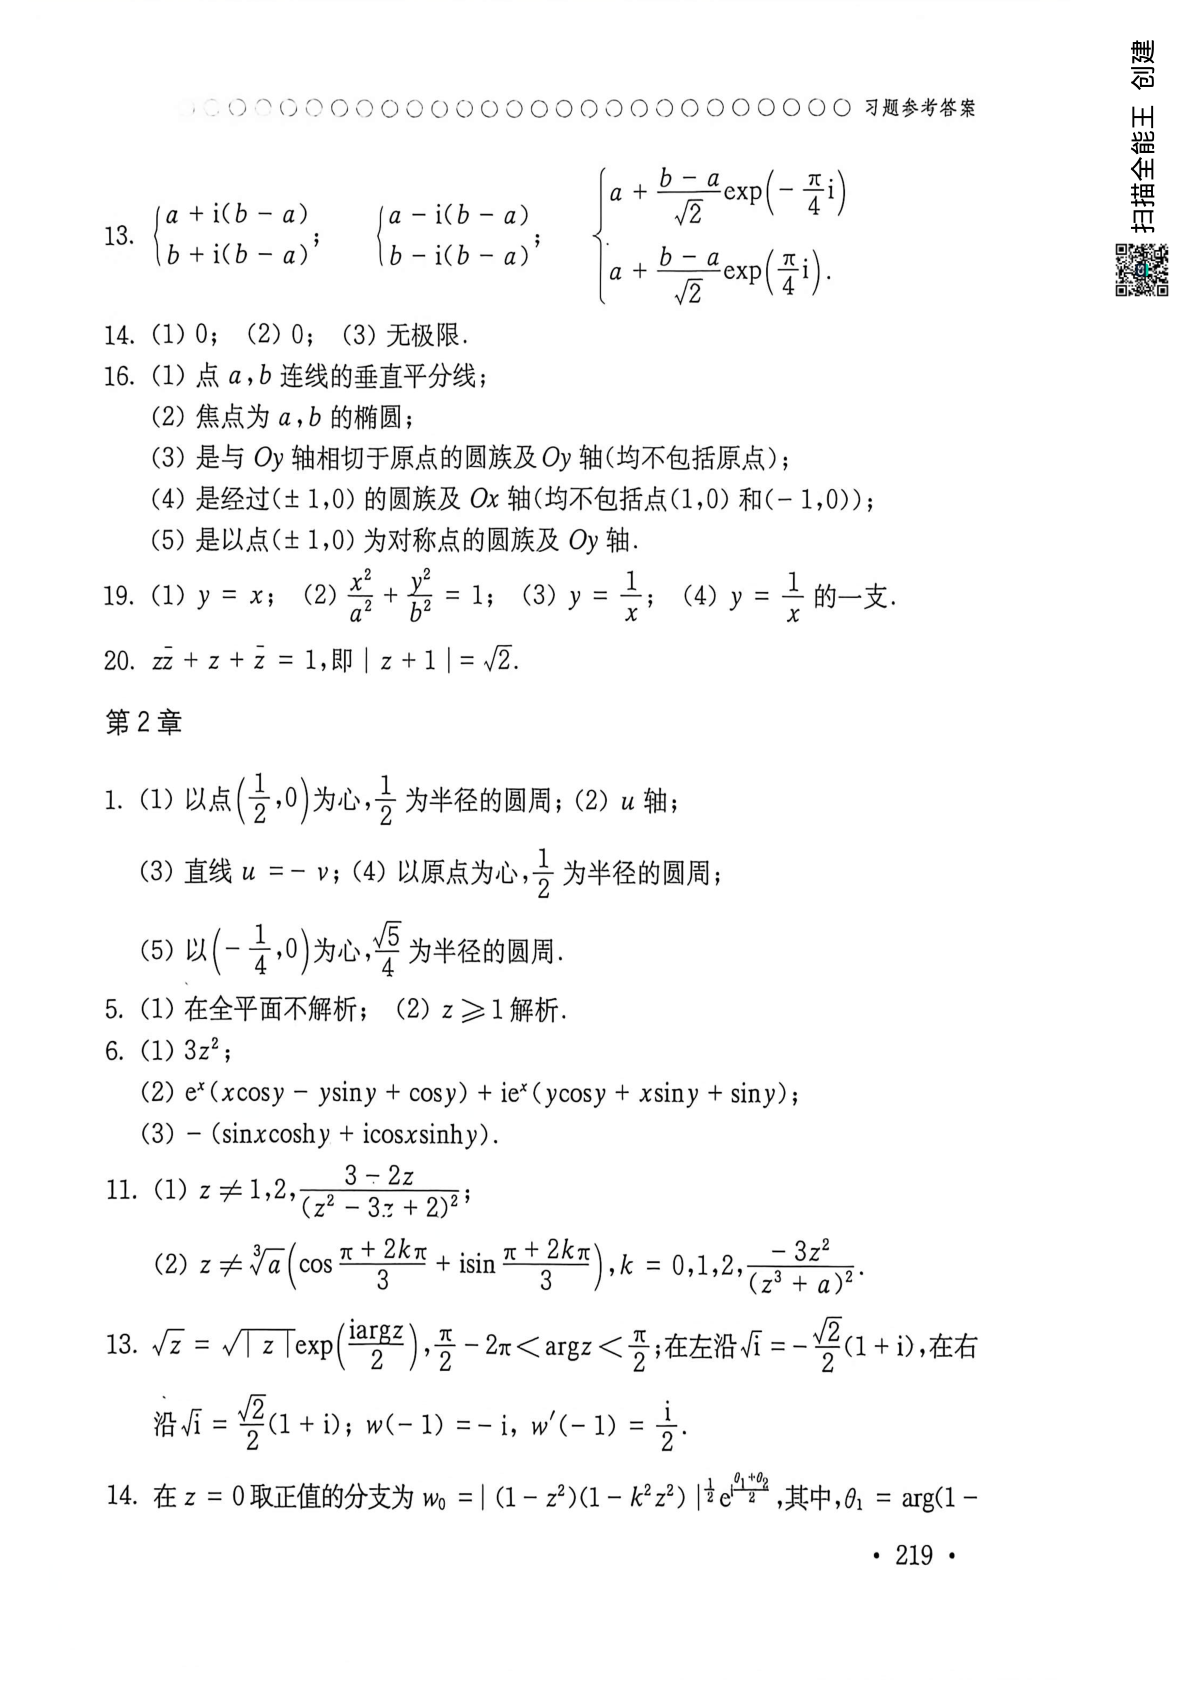 习题参考答案
扫描全能王 创建
13. { a + i(b − a) b + i(b − a) ; { a − i(b − a) b − i(b − a) ; { a + (b − a)/√2 exp(− π/4 i) a + (b − a)/√2 exp(π/4 i) .
14. (1) 0; (2) 0; (3) 无极限.
16. (1) 点 a,b 连线的垂直平分线;
(2) 焦点为 a,b 的椭圆;
(3) 是与 Oy 轴相切于原点的圆族及 Oy 轴(均不包括原点);
(4) 是经过(± 1,0) 的圆族及 Ox 轴(均不包括点(1,0) 和(− 1,0));
(5) 是以点(± 1,0) 为对称点的圆族及 Oy 轴.
19. (1) y = x; (2) x²/a² + y²/b² = 1; (3) y = 1/x; (4) y = 1/x 的一支.
20. zz̄ + z + z̄ = 1,即 | z + 1 | = √2.
第 2 章
1. (1) 以点(1/2,0)为心,1/2 为半径的圆周; (2) u 轴;
(3) 直线 u = − v; (4) 以原点为心,1/2 为半径的圆周;
(5) 以(− 1/4,0)为心,√5/4 为半径的圆周.
5. (1) 在全平面不解析; (2) z ⩾ 1 解析.
6. (1) 3z²;
(2) eˣ(xcosy − ysiny + cosy) + ieˣ(ycosy + xsiny + siny);
(3) − (sinxcoshy + icosxsinhy).
11. (1) z ≠ 1,2, (3 − 2z)/(z² − 3z + 2)²;
(2) z ≠ ³√a(cos (π + 2kπ)/3 + isin (π + 2kπ)/3), k = 0,1,2, − 3z²/(z³ + a)².
13. √z = √|z| exp(iargz/2), π/2 − 2π < argz < π/2; 在左沿 √i = − √2/2 (1 + i), 在右
沿 √i = √2/2 (1 + i); w(− 1) = − i, w′(− 1) = i/2.
14. 在 z = 0 取正值的分支为 w₀ = | (1 − z²)(1 − k²z²) |^(1/2) e^(i(θ₁+θ₂)/2), 其中, θ₁ = arg(1 −
· 219 ·